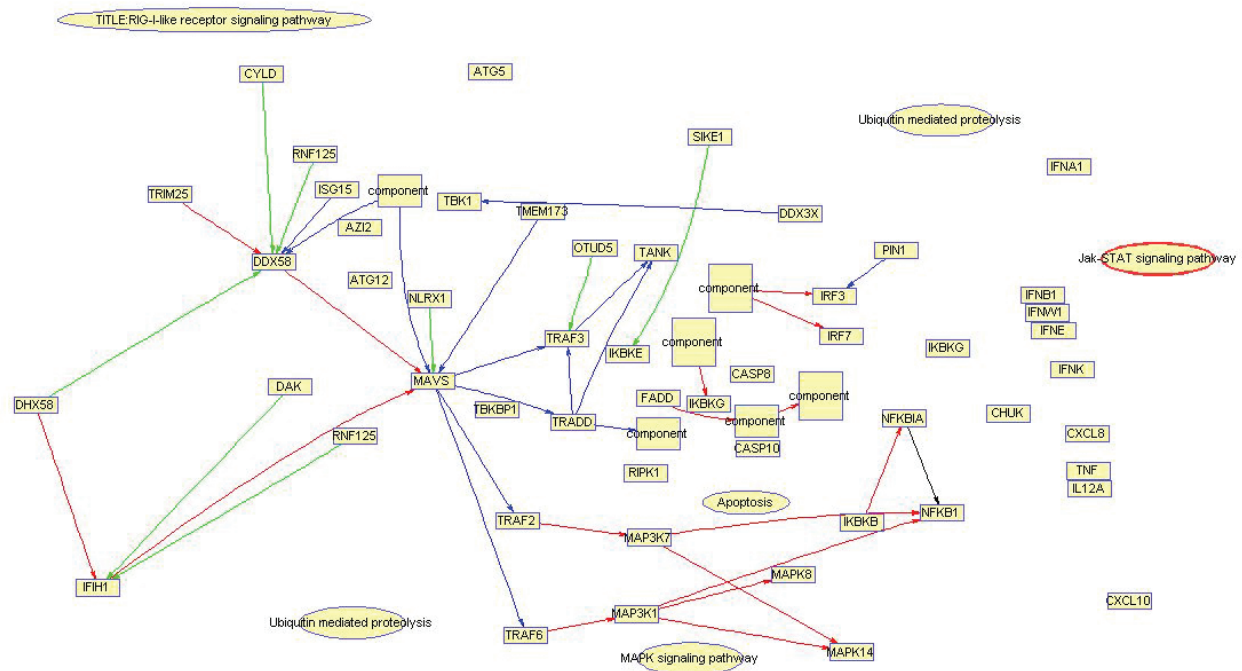 TITLE:RIG-I-like receptor signaling pathway
CYLD
ATG5
Ubiquitin mediated proteolysis
SIKE1
RNF125
IFNA1
TRIM25
ISG15
component
TBK1
TMEM173
DDX3X
AZI2
DDX58
OTUD5
TANK
PIN1
Jak-STAT signaling pathway
ATG12
NLRX1
component
IRF3
IFNB1
IFNW1
IFNE
TRAF3
IKBKE
component
IRF7
IKBKG
IFNK
MAVS
CASP8
DHX58
DAK
TBKBP1
FADD
IKBKG
component
TRADD
component
component
NFKBIA
CHUK
RNF125
CASP10
CXCL8
RIPK1
TNF
IL12A
Apoptosis
TRAF2
MAP3K7
IKBKB
NFKB1
IFIH1
MAPK8
CXCL10
Ubiquitin mediated proteolysis
TRAF6
MAP3K1
MAPK14
MAPK signaling pathway